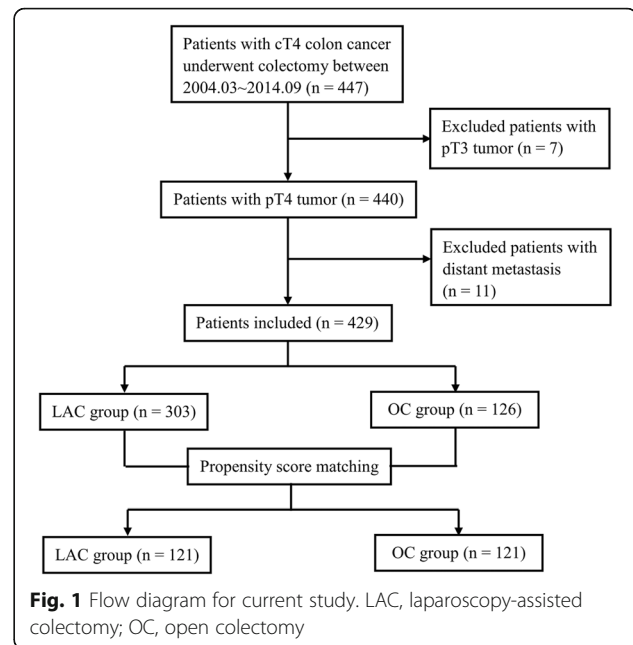 Patients with cT4 colon cancer
underwent colectomy between
2004.03~2014.09 (n = 447)
Excluded patients with
pT3 tumor (n = 7)
Patients with pT4 tumor (n = 440)
Excluded patients with
distant metastasis
(n = 11)
Patients included (n = 429)
LAC group (n = 303)
OC group (n = 126)
Propensity score matching
LAC group (n = 121)
OC group (n = 121)
Fig. 1 Flow diagram for current study. LAC, laparoscopy-assisted
colectomy; OC, open colectomy